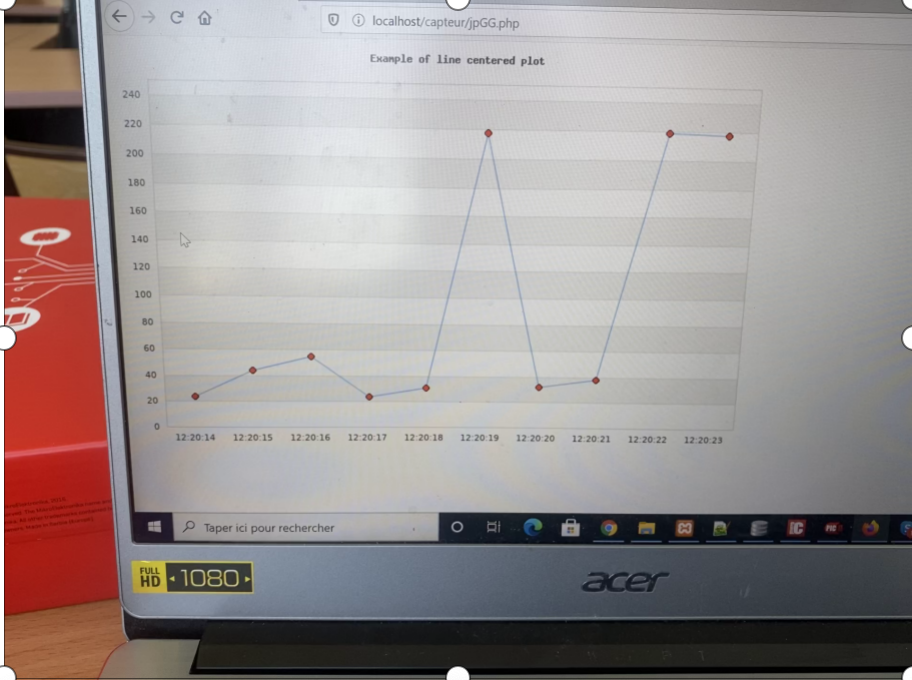 localhost/capteur/jpGG.php
Example of line centered plot
240
220
200
180
160
140
120
100
80
60
40
20
0
12:20:14 12:20:15 12:20:16 12:20:17 12:20:18 12:20:19 12:20:20 12:20:21 12:20:22 12:20:23
Taper ici pour rechercher
FULL HD 1080
acer